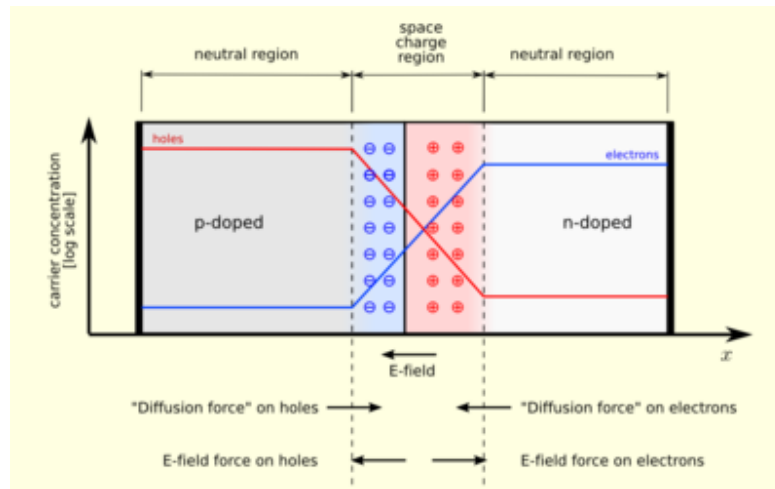 space
charge
region
neutral region
neutral region
holes
electrons
carrier concentration
[log scale]
p-doped
n-doped
x
E-field
"Diffusion force" on holes
"Diffusion force" on electrons
E-field force on holes
E-field force on electrons